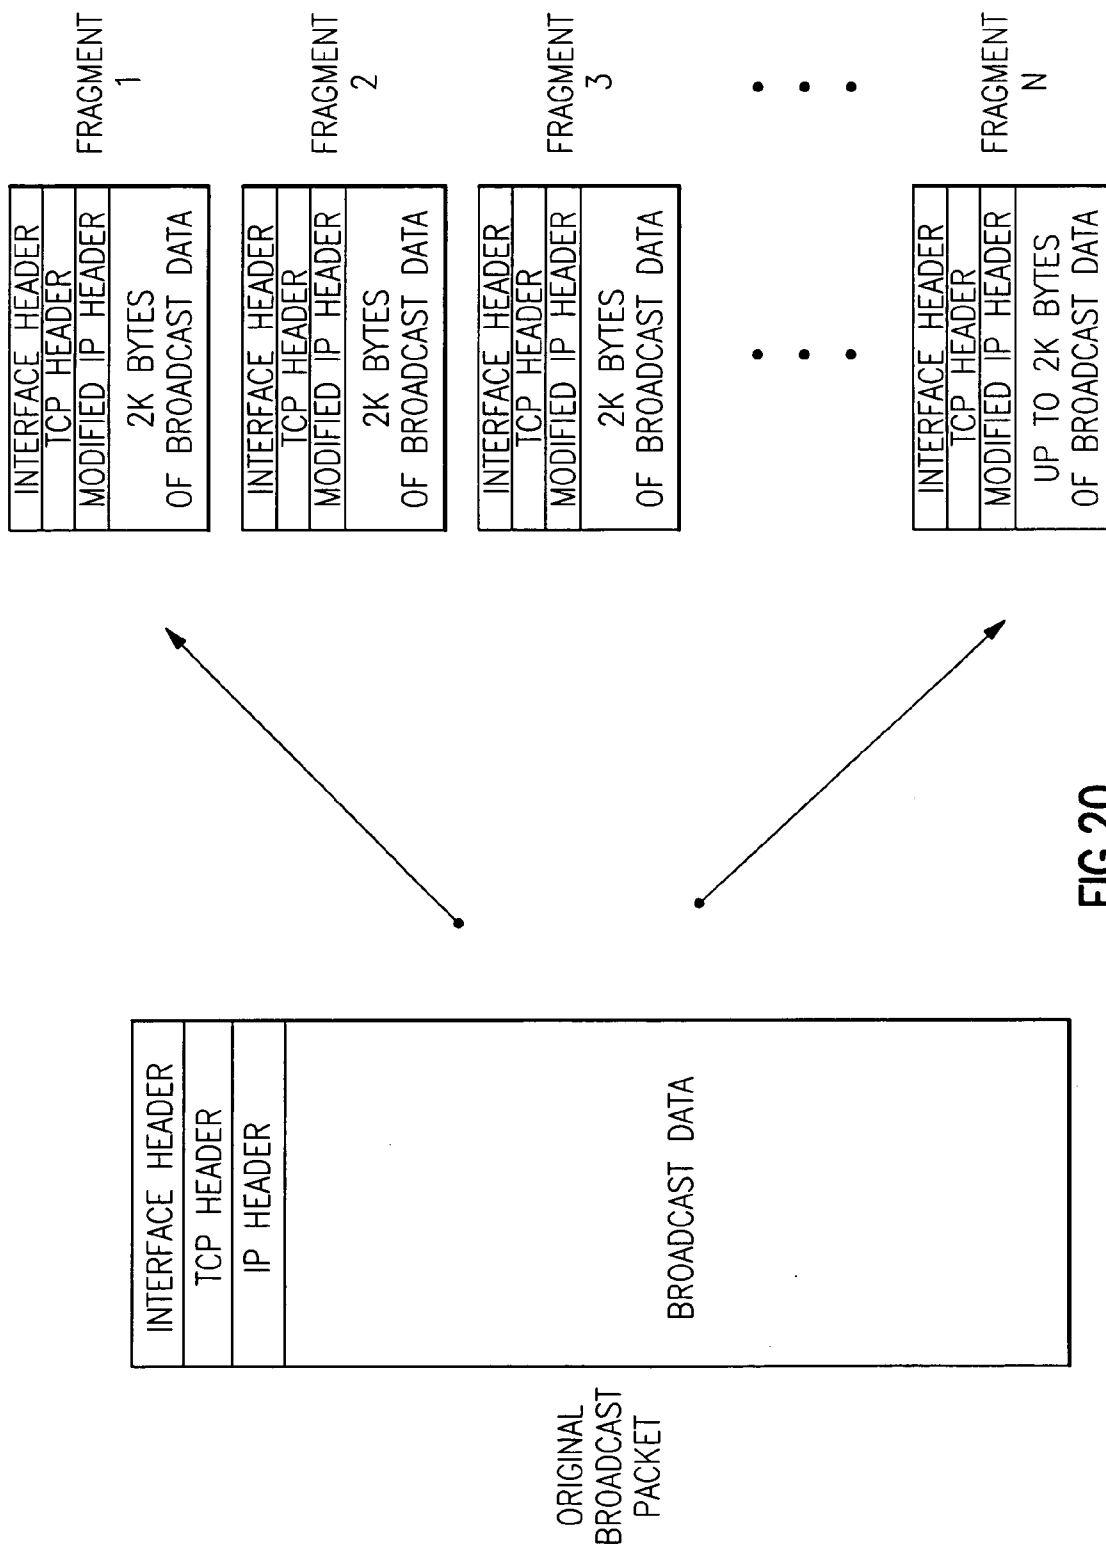 ORIGINAL
BROADCAST
PACKET
INTERFACE HEADER
TCP HEADER
IP HEADER
BROADCAST DATA
INTERFACE HEADER
TCP HEADER
MODIFIED IP HEADER
2K BYTES
OF BROADCAST DATA
FRAGMENT
1
INTERFACE HEADER
TCP HEADER
MODIFIED IP HEADER
2K BYTES
OF BROADCAST DATA
FRAGMENT
2
INTERFACE HEADER
TCP HEADER
MODIFIED IP HEADER
2K BYTES
OF BROADCAST DATA
FRAGMENT
3
INTERFACE HEADER
TCP HEADER
MODIFIED IP HEADER
UP TO 2K BYTES
OF BROADCAST DATA
FRAGMENT
N
FIG.20